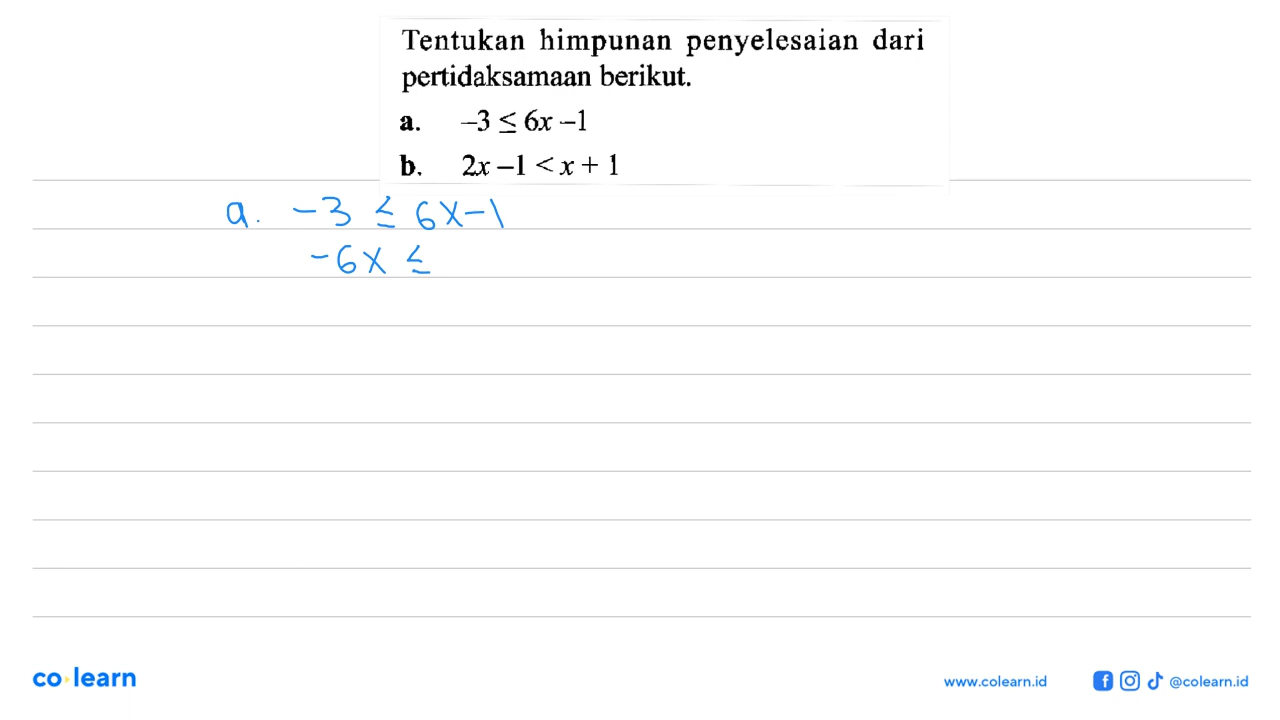 Tentukan himpunan penyelesaian dari
pertidaksamaan berikut.
a. –3 ≤ 6x –1
b. 2x –1 < x + 1
a. -3 ≤ 6x-1
-6x ≤
co learn
www.colearn.id
@colearn.id